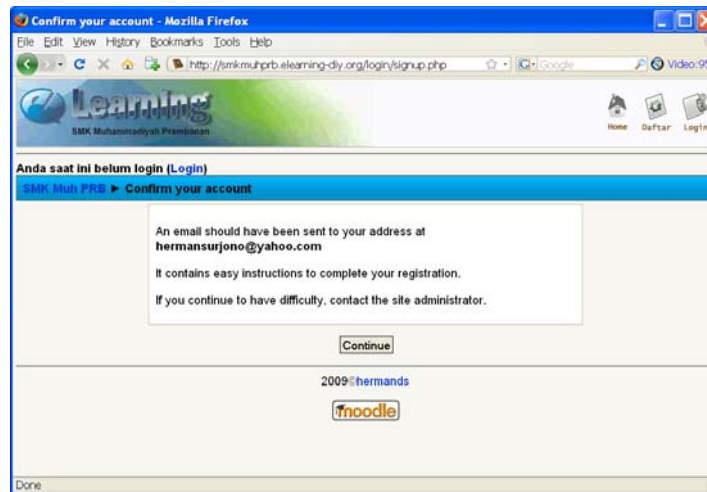 Confirm your account - Mozilla Firefox
File Edit View History Bookmarks Tools Help
http://smkmuhprb.elearning-diy.org/login/signup.php
Google
Learning
SMK Muhammadiyah Prambanan
Home Daftar Login
Anda saat ini belum login (Login)
SMK Muh PRB ► Confirm your account
An email should have been sent to your address at
hermansurjono@yahoo.com
It contains easy instructions to complete your registration.
If you continue to have difficulty, contact the site administrator.
Continue
2009©hermands
moodle
Done